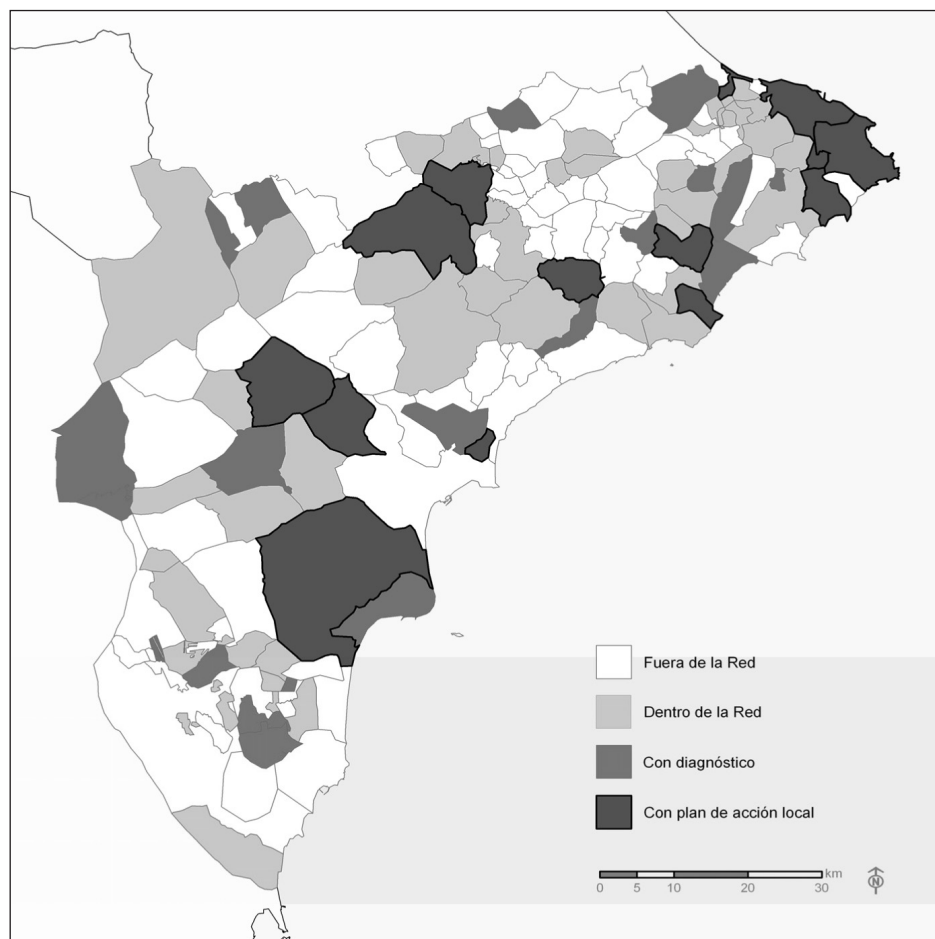 Fuera de la Red
Dentro de la Red
Con diagnóstico
Con plan de acción local
km
0 5 10 20 30
N